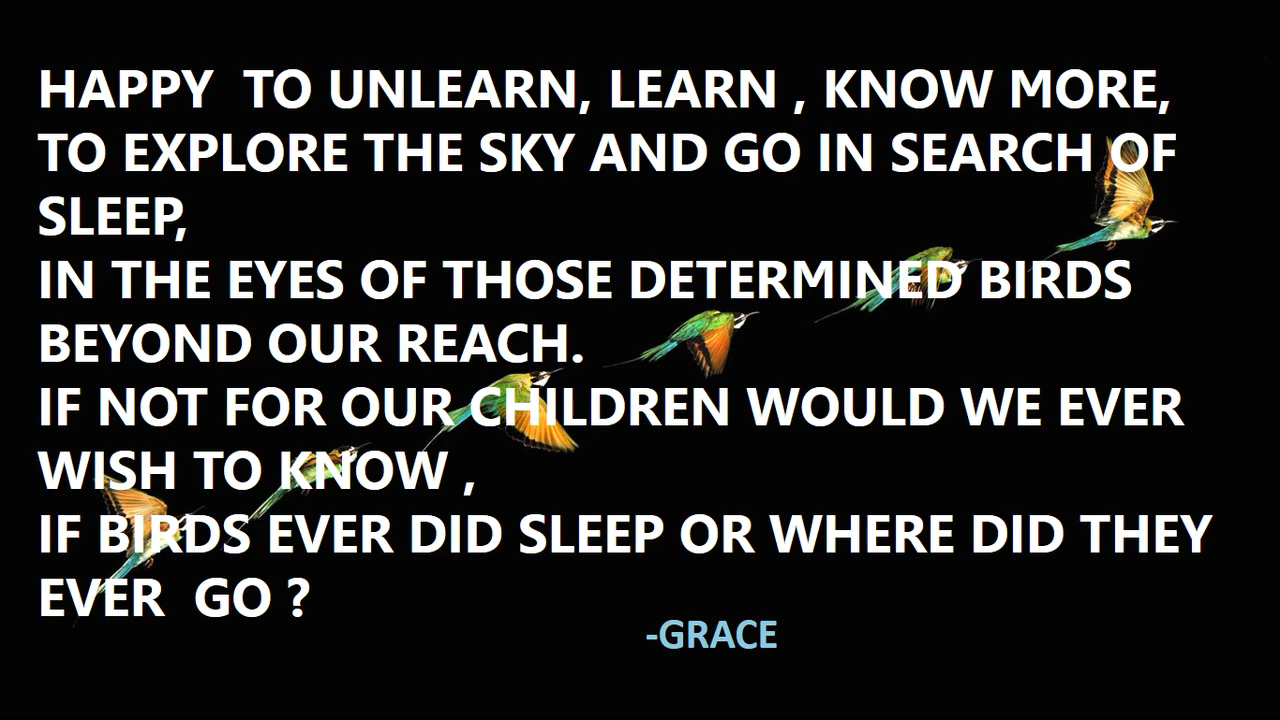 HAPPY  TO UNLEARN, LEARN , KNOW MORE,
TO EXPLORE THE SKY AND GO IN SEARCH OF
SLEEP,
IN THE EYES OF THOSE DETERMINED BIRDS
BEYOND OUR REACH.
IF NOT FOR OUR CHILDREN WOULD WE EVER
WISH TO KNOW ,
IF BIRDS EVER DID SLEEP OR WHERE DID THEY
EVER  GO ?
-GRACE